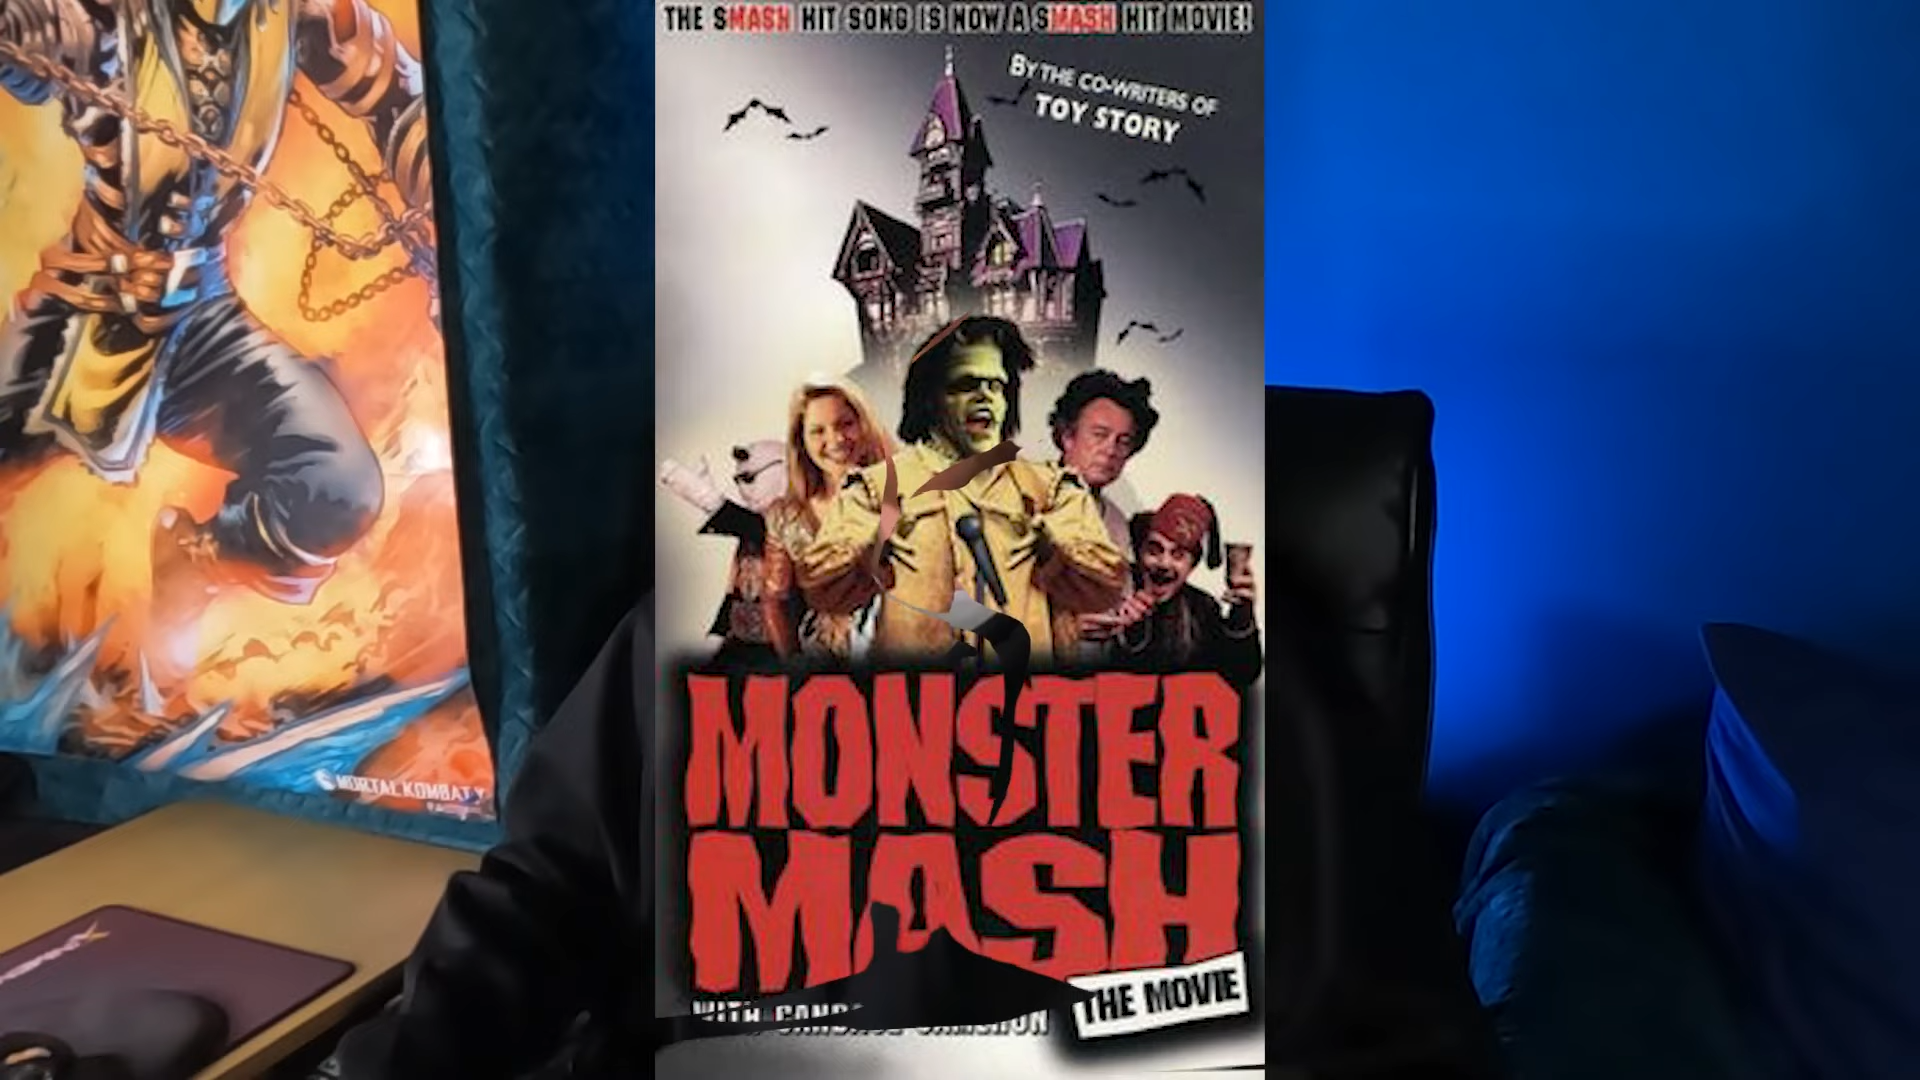 THE SMASH HIT SONG IS NOW A SMASH HIT MOVIE!
BY THE CO-WRITERS OF
TOY STORY
MONSTER
MASH
THE MOVIE
WITH
MORTAL KOMBAT X